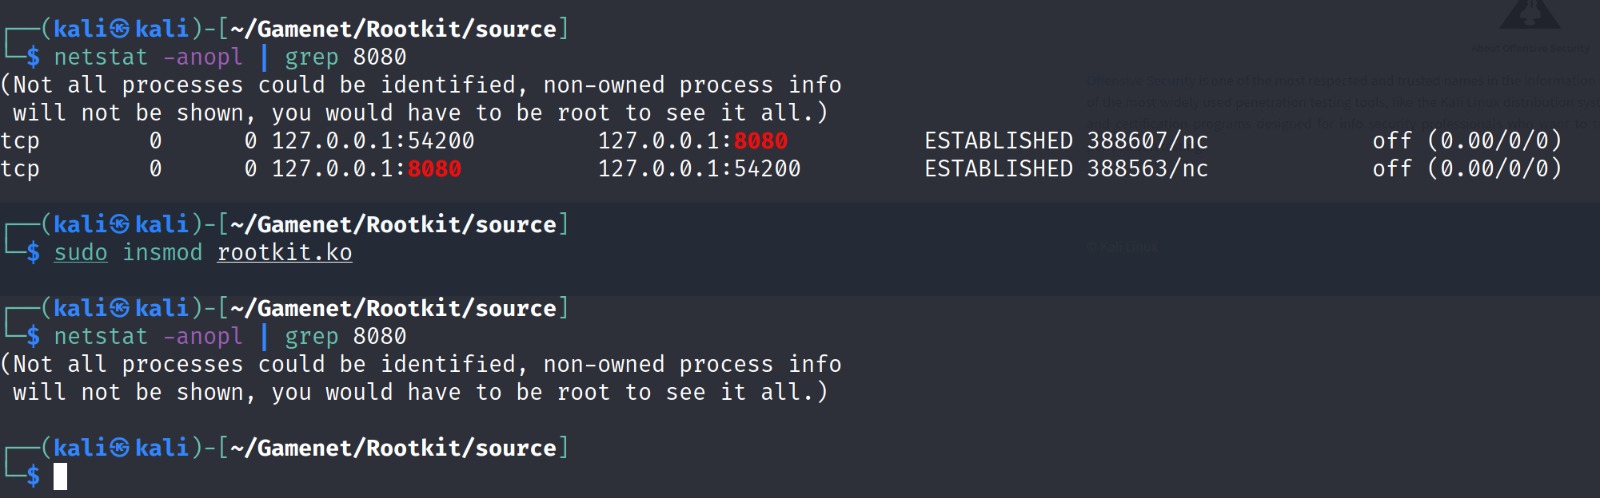 ┌──(kali㉿kali)-[~/Gamenet/Rootkit/source]
└─$ netstat -anopl | grep 8080
(Not all processes could be identified, non-owned process info
 will not be shown, you would have to be root to see it all.)
tcp        0      0 127.0.0.1:54200         127.0.0.1:8080          ESTABLISHED 388607/nc            off (0.00/0/0)
tcp        0      0 127.0.0.1:8080          127.0.0.1:54200         ESTABLISHED 388563/nc            off (0.00/0/0)
┌──(kali㉿kali)-[~/Gamenet/Rootkit/source]
└─$ sudo insmod rootkit.ko
┌──(kali㉿kali)-[~/Gamenet/Rootkit/source]
└─$ netstat -anopl | grep 8080
(Not all processes could be identified, non-owned process info
 will not be shown, you would have to be root to see it all.)
┌──(kali㉿kali)-[~/Gamenet/Rootkit/source]
└─$